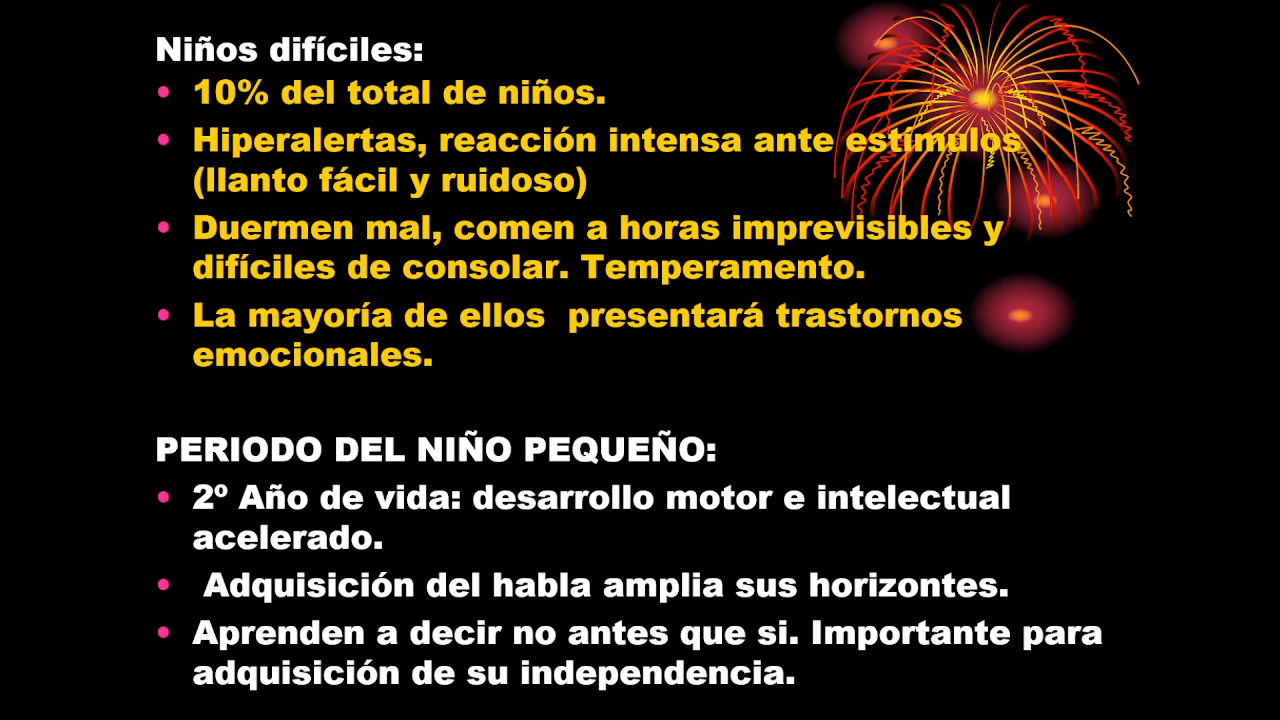 Niños difíciles:
• 10% del total de niños.
• Hiperalertas, reacción intensa ante estímulos
(llanto fácil y ruidoso)
• Duermen mal, comen a horas imprevisibles y
difíciles de consolar. Temperamento.
• La mayoría de ellos  presentará trastornos
emocionales.
PERIODO DEL NIÑO PEQUEÑO:
• 2º Año de vida: desarrollo motor e intelectual
acelerado.
• Adquisición del habla amplia sus horizontes.
• Aprenden a decir no antes que si. Importante para
adquisición de su independencia.